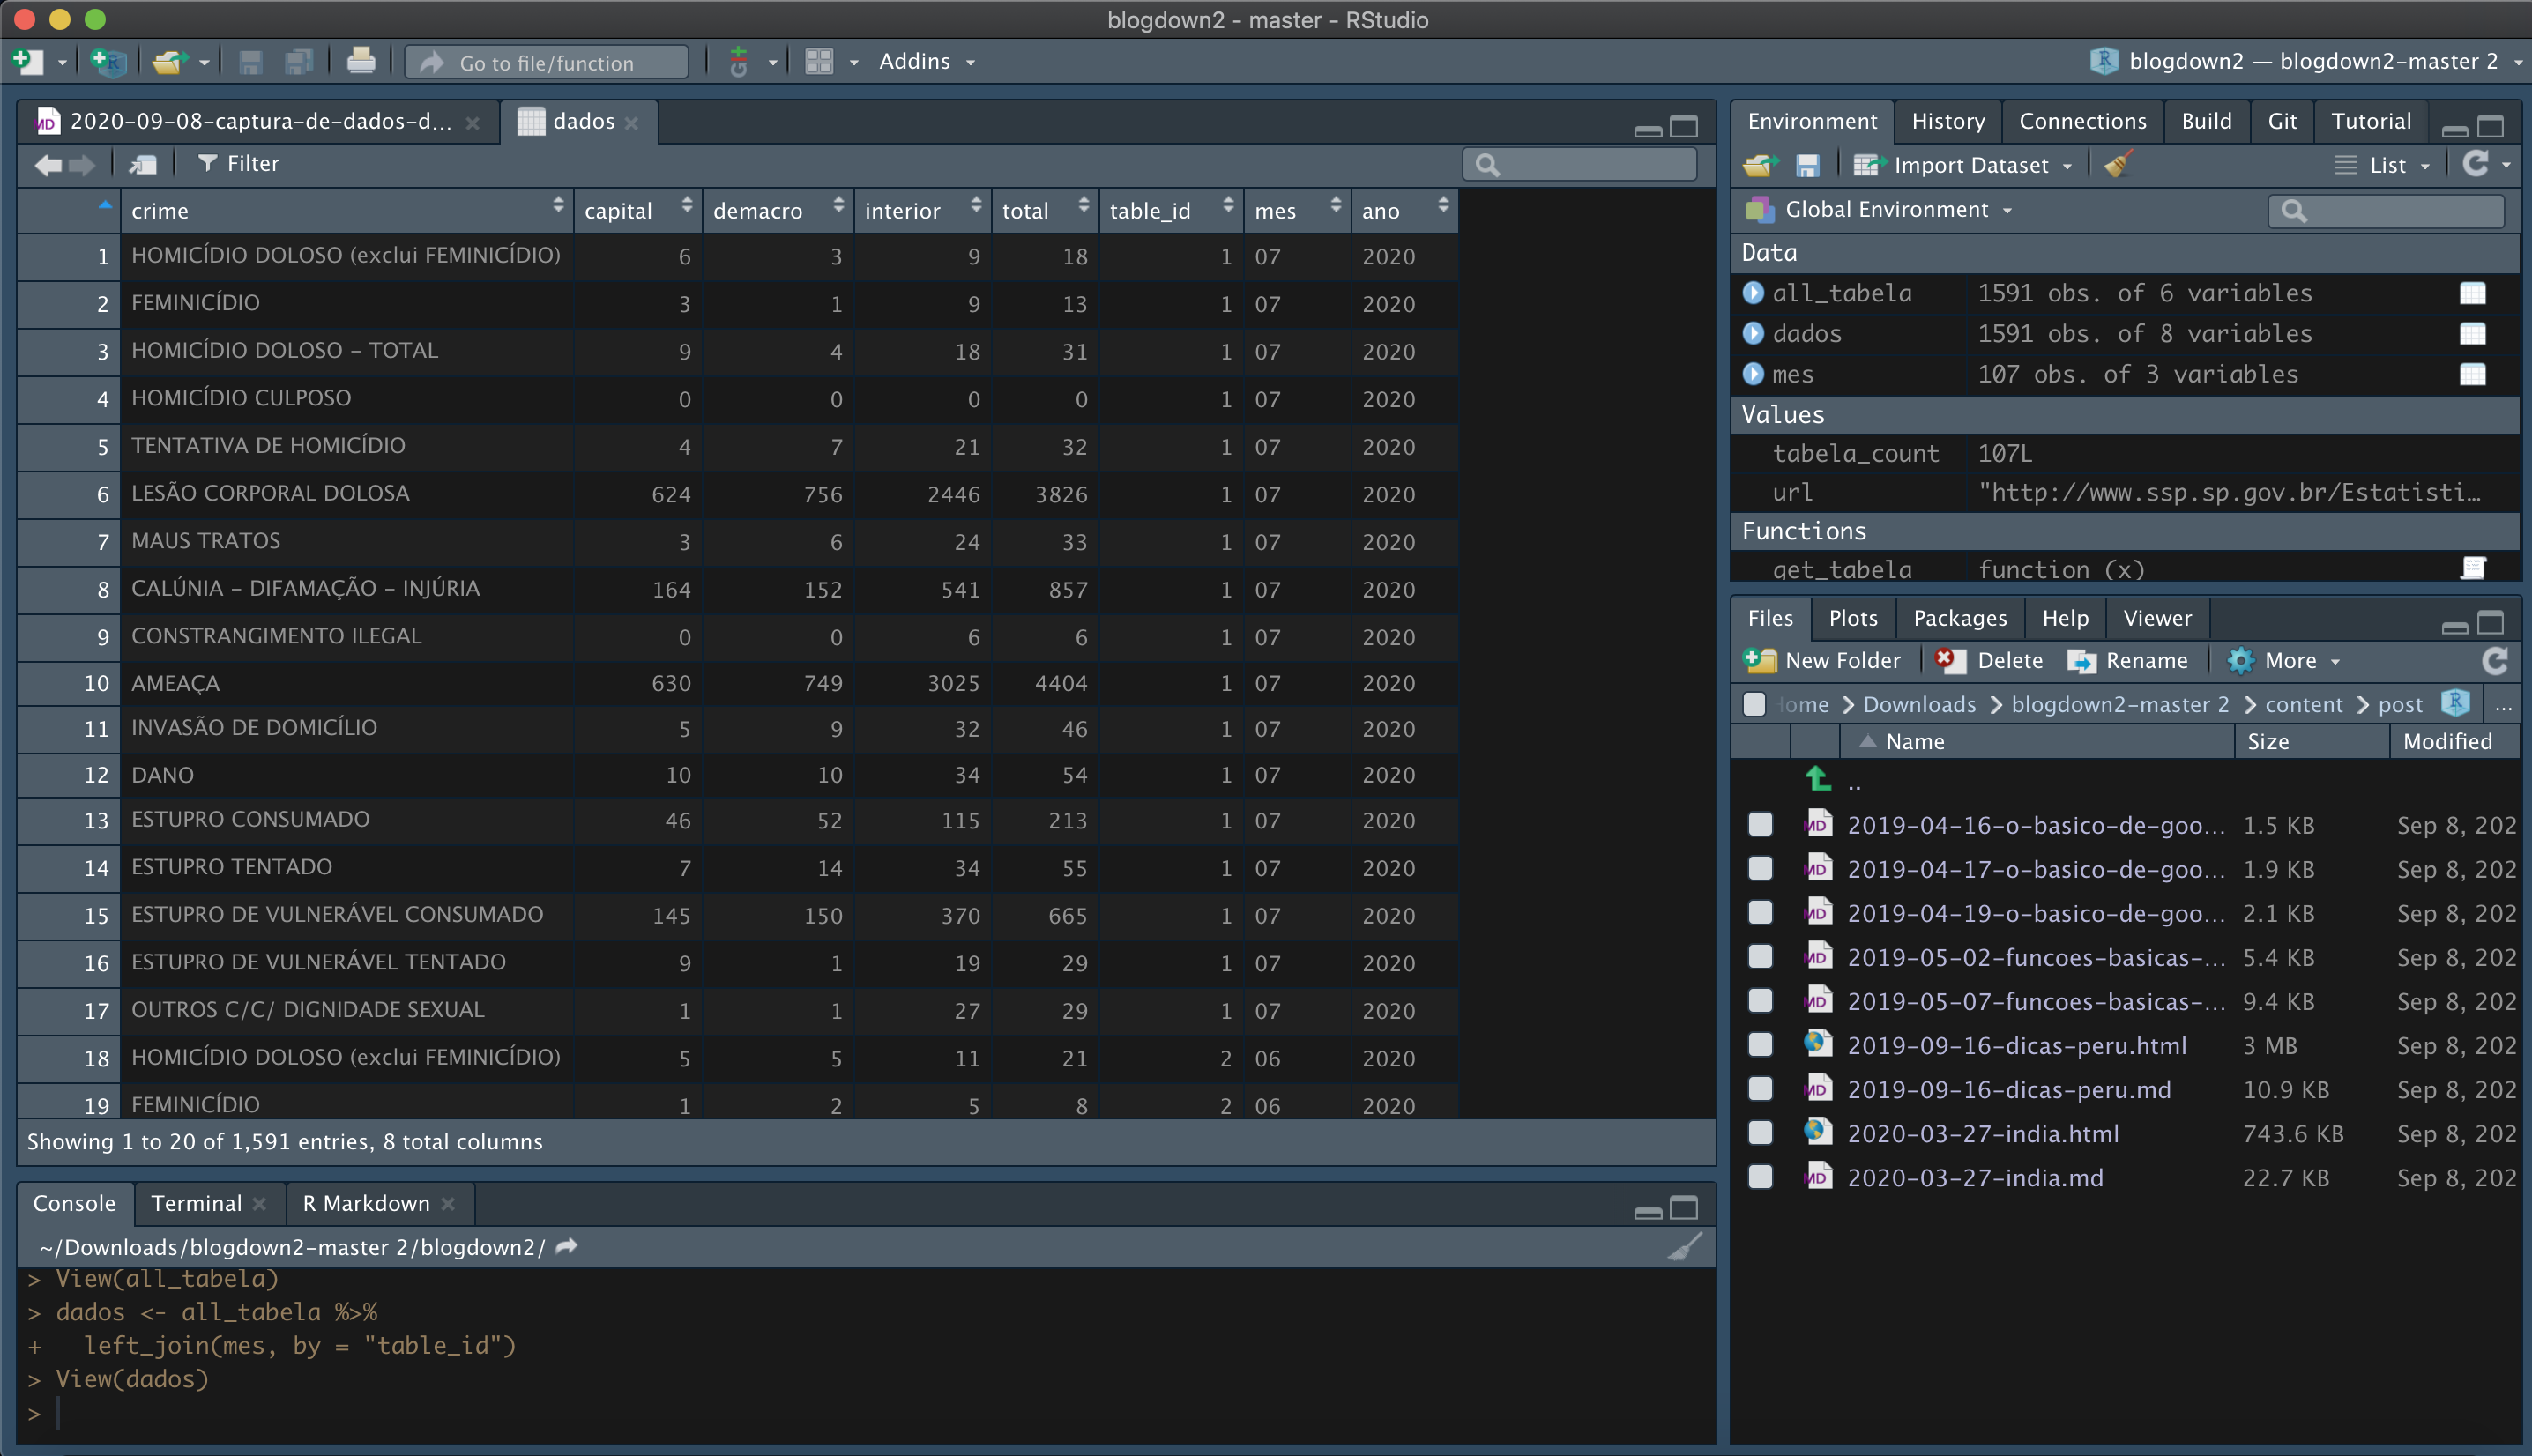 blogdown2 - master - RStudio
Go to file/function
Addins
blogdown2 — blogdown2-master 2
2020-09-08-captura-de-dados-d...
dados
Filter
crime capital demacro interior total table_id mes ano
1 HOMICÍDIO DOLOSO (exclui FEMINICÍDIO) 6 3 9 18 1 07 2020
2 FEMINICÍDIO 3 1 9 13 1 07 2020
3 HOMICÍDIO DOLOSO - TOTAL 9 4 18 31 1 07 2020
4 HOMICÍDIO CULPOSO 0 0 0 0 1 07 2020
5 TENTATIVA DE HOMICÍDIO 4 7 21 32 1 07 2020
6 LESÃO CORPORAL DOLOSA 624 756 2446 3826 1 07 2020
7 MAUS TRATOS 3 6 24 33 1 07 2020
8 CALÚNIA - DIFAMAÇÃO - INJÚRIA 164 152 541 857 1 07 2020
9 CONSTRANGIMENTO ILEGAL 0 0 6 6 1 07 2020
10 AMEAÇA 630 749 3025 4404 1 07 2020
11 INVASÃO DE DOMICÍLIO 5 9 32 46 1 07 2020
12 DANO 10 10 34 54 1 07 2020
13 ESTUPRO CONSUMADO 46 52 115 213 1 07 2020
14 ESTUPRO TENTADO 7 14 34 55 1 07 2020
15 ESTUPRO DE VULNERÁVEL CONSUMADO 145 150 370 665 1 07 2020
16 ESTUPRO DE VULNERÁVEL TENTADO 9 1 19 29 1 07 2020
17 OUTROS C/C/ DIGNIDADE SEXUAL 1 1 27 29 1 07 2020
18 HOMICÍDIO DOLOSO (exclui FEMINICÍDIO) 5 5 11 21 2 06 2020
19 FEMINICÍDIO 1 2 5 8 2 06 2020
Showing 1 to 20 of 1,591 entries, 8 total columns
Console Terminal R Markdown
~/Downloads/blogdown2-master 2/blogdown2/
> View(all_tabela)
> dados <- all_tabela %>%
+   left_join(mes, by = "table_id")
> View(dados)
>
Environment History Connections Build Git Tutorial
Import Dataset List
Global Environment
Data
all_tabela 1591 obs. of 6 variables
dados 1591 obs. of 8 variables
mes 107 obs. of 3 variables
Values
tabela_count 107L
url "http://www.ssp.sp.gov.br/Estatisti…
Functions
get_tabela function (x)
Files Plots Packages Help Viewer
New Folder Delete Rename More
ome Downloads blogdown2-master 2 content post R ...
Name Size Modified
..
MD 2019-04-16-o-basico-de-goo... 1.5 KB Sep 8, 202
MD 2019-04-17-o-basico-de-goo... 1.9 KB Sep 8, 202
MD 2019-04-19-o-basico-de-goo... 2.1 KB Sep 8, 202
MD 2019-05-02-funcoes-basicas-... 5.4 KB Sep 8, 202
MD 2019-05-07-funcoes-basicas-... 9.4 KB Sep 8, 202
2019-09-16-dicas-peru.html 3 MB Sep 8, 202
MD 2019-09-16-dicas-peru.md 10.9 KB Sep 8, 202
2020-03-27-india.html 743.6 KB Sep 8, 202
MD 2020-03-27-india.md 22.7 KB Sep 8, 202